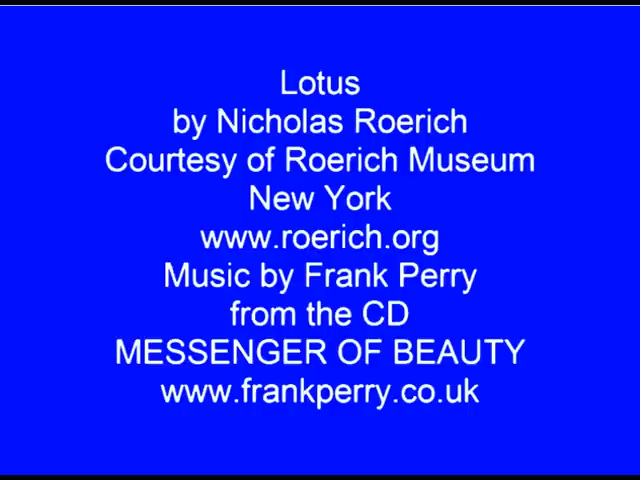 Lotus
by Nicholas Roerich
Courtesy of Roerich Museum
New York
www.roerich.org
Music by Frank Perry
from the CD
MESSENGER OF BEAUTY
www.frankperry.co.uk